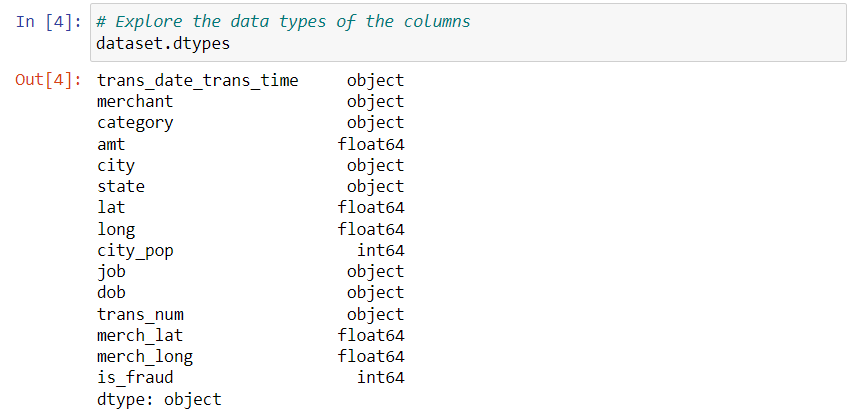 In [4]: # Explore the data types of the columns
dataset.dtypes
Out[4]: trans_date_trans_time object
merchant object
category object
amt float64
city object
state object
lat float64
long float64
city_pop int64
job object
dob object
trans_num object
merch_lat float64
merch_long float64
is_fraud int64
dtype: object